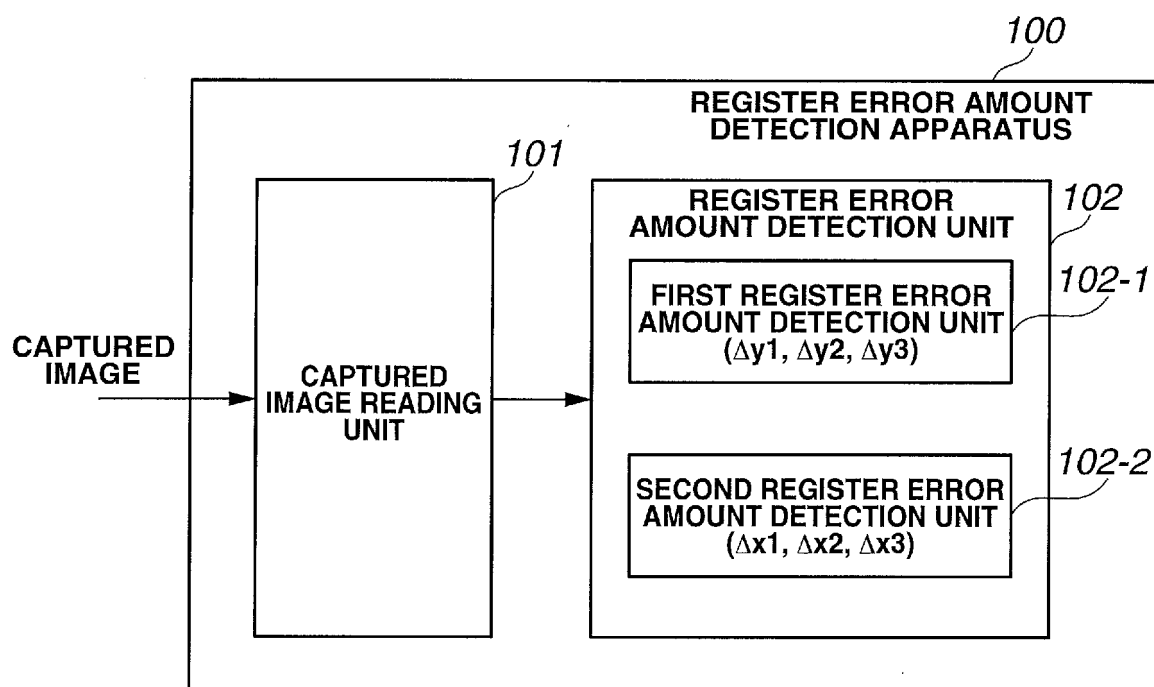 100
REGISTER ERROR AMOUNT
DETECTION APPARATUS
101
102
REGISTER ERROR
AMOUNT DETECTION UNIT
102-1
FIRST REGISTER ERROR
AMOUNT DETECTION UNIT
(Δy1, Δy2, Δy3)
CAPTURED
IMAGE
CAPTURED
IMAGE READING
UNIT
102-2
SECOND REGISTER ERROR
AMOUNT DETECTION UNIT
(Δx1, Δx2, Δx3)